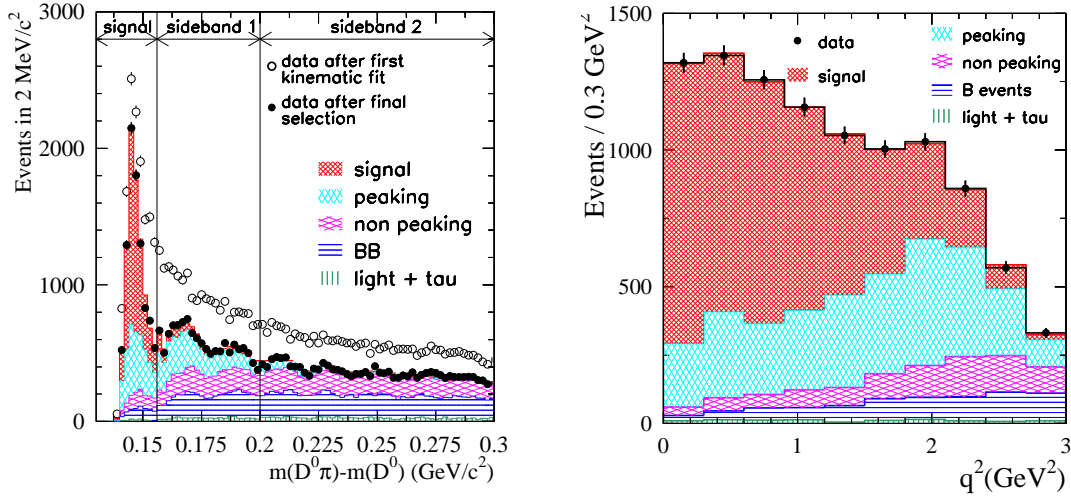 signal sideband 1 sideband 2
data after first
kinematic fit
data after final
selection
signal
peaking
non peaking
BB
light + tau
Events in 2 MeV/c²
3000
2000
1000
0
0.15 0.175 0.2 0.225 0.25 0.275 0.3
m(D⁰π)-m(D⁰) (GeV/c²)
data
signal
peaking
non peaking
B events
light + tau
Events / 0.3 GeV²
1500
1000
500
0
0 1 2 3
q²(GeV²)